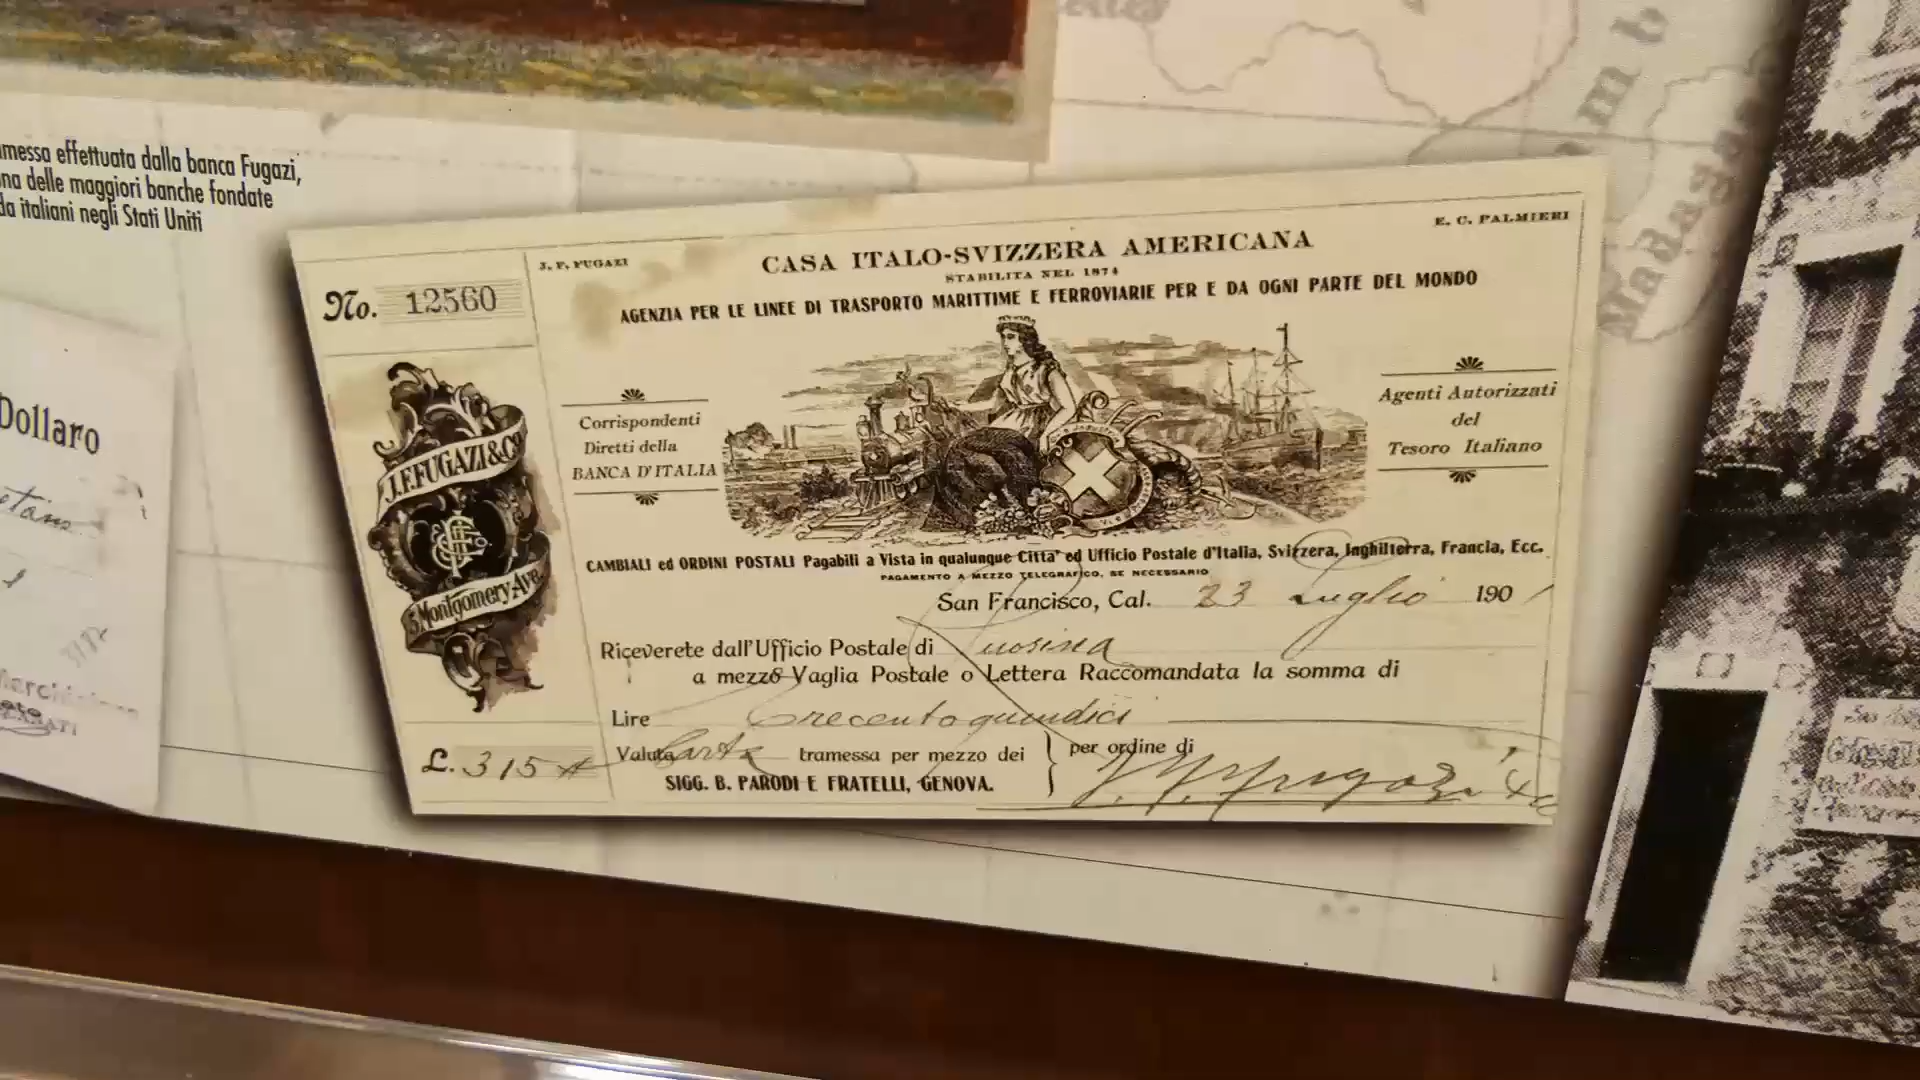 messa effettuata dalla banca Fugazi,
na delle maggiori banche fondate
da italiani negli Stati Uniti
Dollaro
No. 12560
J. F. FUGAZI
E. C. PALMIERI
CASA ITALO-SVIZZERA AMERICANA
STABILITA NEL 1874
AGENZIA PER LE LINEE DI TRASPORTO MARITTIME E FERROVIARIE PER E DA OGNI PARTE DEL MONDO
J.F. FUGAZI & Co
5 Montgomery Ave.
Corrispondenti
Diretti della
BANCA D'ITALIA
Agenti Autorizzati
del
Tesoro Italiano
CAMBIALI ed ORDINI POSTALI Pagabili a Vista in qualunque Citta' ed Ufficio Postale d'Italia, Svizzera, Inghilterra, Francia, Ecc.
PAGAMENTO A MEZZO TELEGRAFICO, SE NECESSARIO
San Francisco, Cal. 23 Luglio 190
Riceverete dall'Ufficio Postale di
a mezzo Vaglia Postale o Lettera Raccomandata la somma di
Lire Trecentoquindici
L. 315
Valuta Carta tramessa per mezzo dei
SIGG. B. PARODI E FRATELLI, GENOVA.
per ordine di
J. F. Fugazi & Co
mb
Madagas